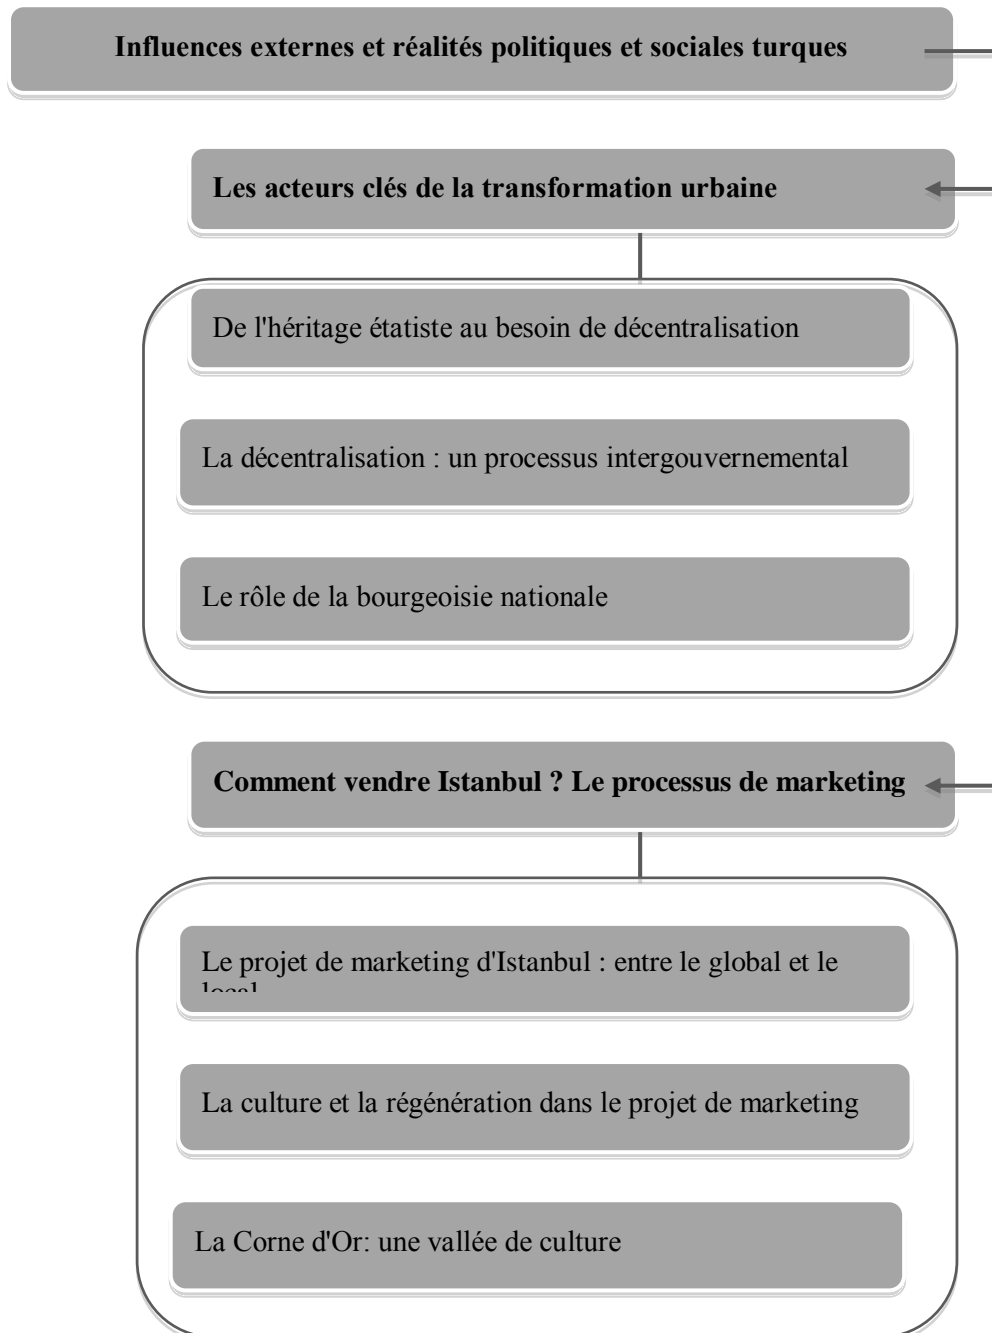 Influences externes et réalités politiques et sociales turques
Les acteurs clés de la transformation urbaine
De l'héritage étatiste au besoin de décentralisation
La décentralisation : un processus intergouvernemental
Le rôle de la bourgeoisie nationale
Comment vendre Istanbul ? Le processus de marketing
Le projet de marketing d'Istanbul : entre le global et le
local
La culture et la régénération dans le projet de marketing
La Corne d'Or: une vallée de culture